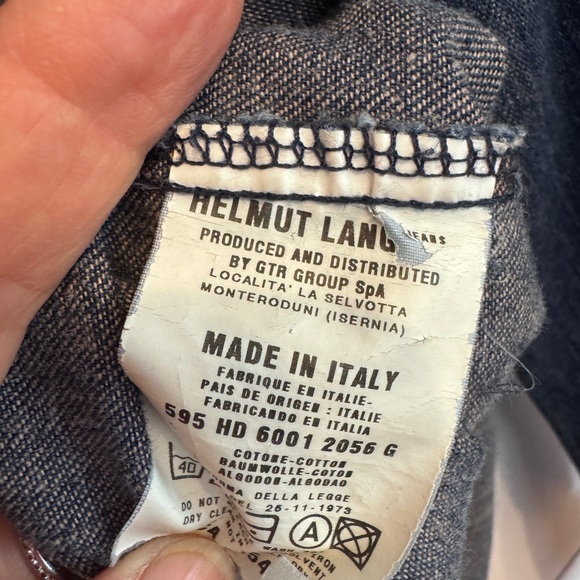 HELMUT LANG JEANS
PRODUCED AND DISTRIBUTED
BY GTR GROUP SpA
LOCALITA' LA SELVOTTA
MONTERODUNI (ISERNIA)
MADE IN ITALY
FABRIQUE EN ITALIE-
PAIS DE ORIGEN: ITALIE
FABRICANDO EN ITALIA
595 HD 6001 2056 G
40
COTONE-COTTON
BAUMWOLLE-COTON
ALGODON-ALGODAO
DELLA LEGGE
25-11-1973
DO NOT
DRY CLE
A